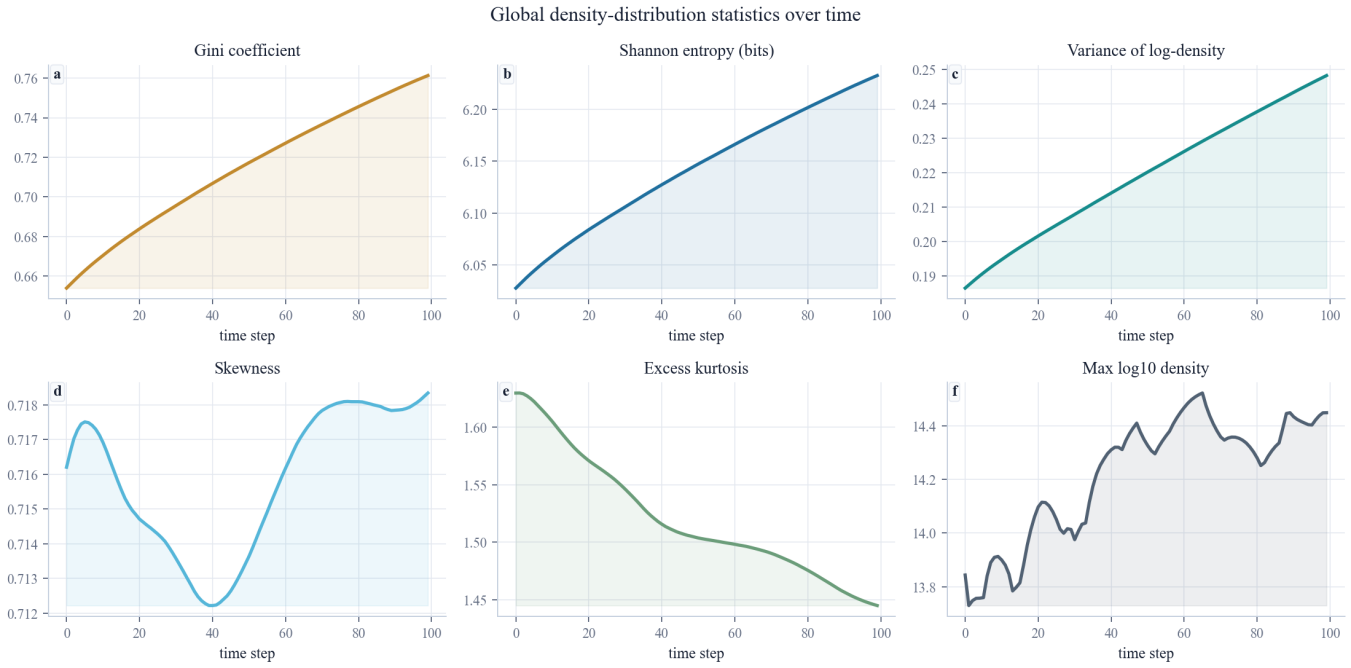 Global density-distribution statistics over time
Gini coefficient
a
0.76
0.74
0.72
0.70
0.68
0.66
0 20 40 60 80 100
time step
Shannon entropy (bits)
b
6.20
6.15
6.10
6.05
0 20 40 60 80 100
time step
Variance of log-density
c
0.25
0.24
0.23
0.22
0.21
0.20
0.19
0 20 40 60 80 100
time step
Skewness
d
0.718
0.717
0.716
0.715
0.714
0.713
0.712
0 20 40 60 80 100
time step
Excess kurtosis
e
1.60
1.55
1.50
1.45
0 20 40 60 80 100
time step
Max log10 density
f
14.4
14.2
14.0
13.8
0 20 40 60 80 100
time step